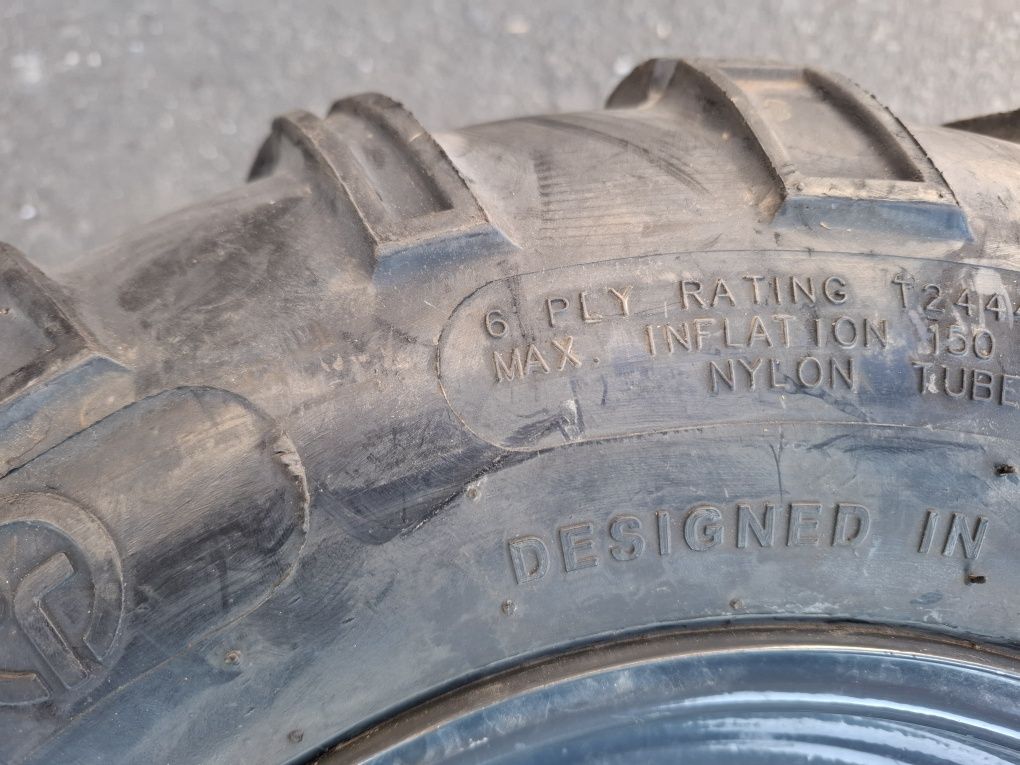 6 PLY RATING T2444
MAX. INFLATION 150
NYLON TUBE
DESIGNED IN